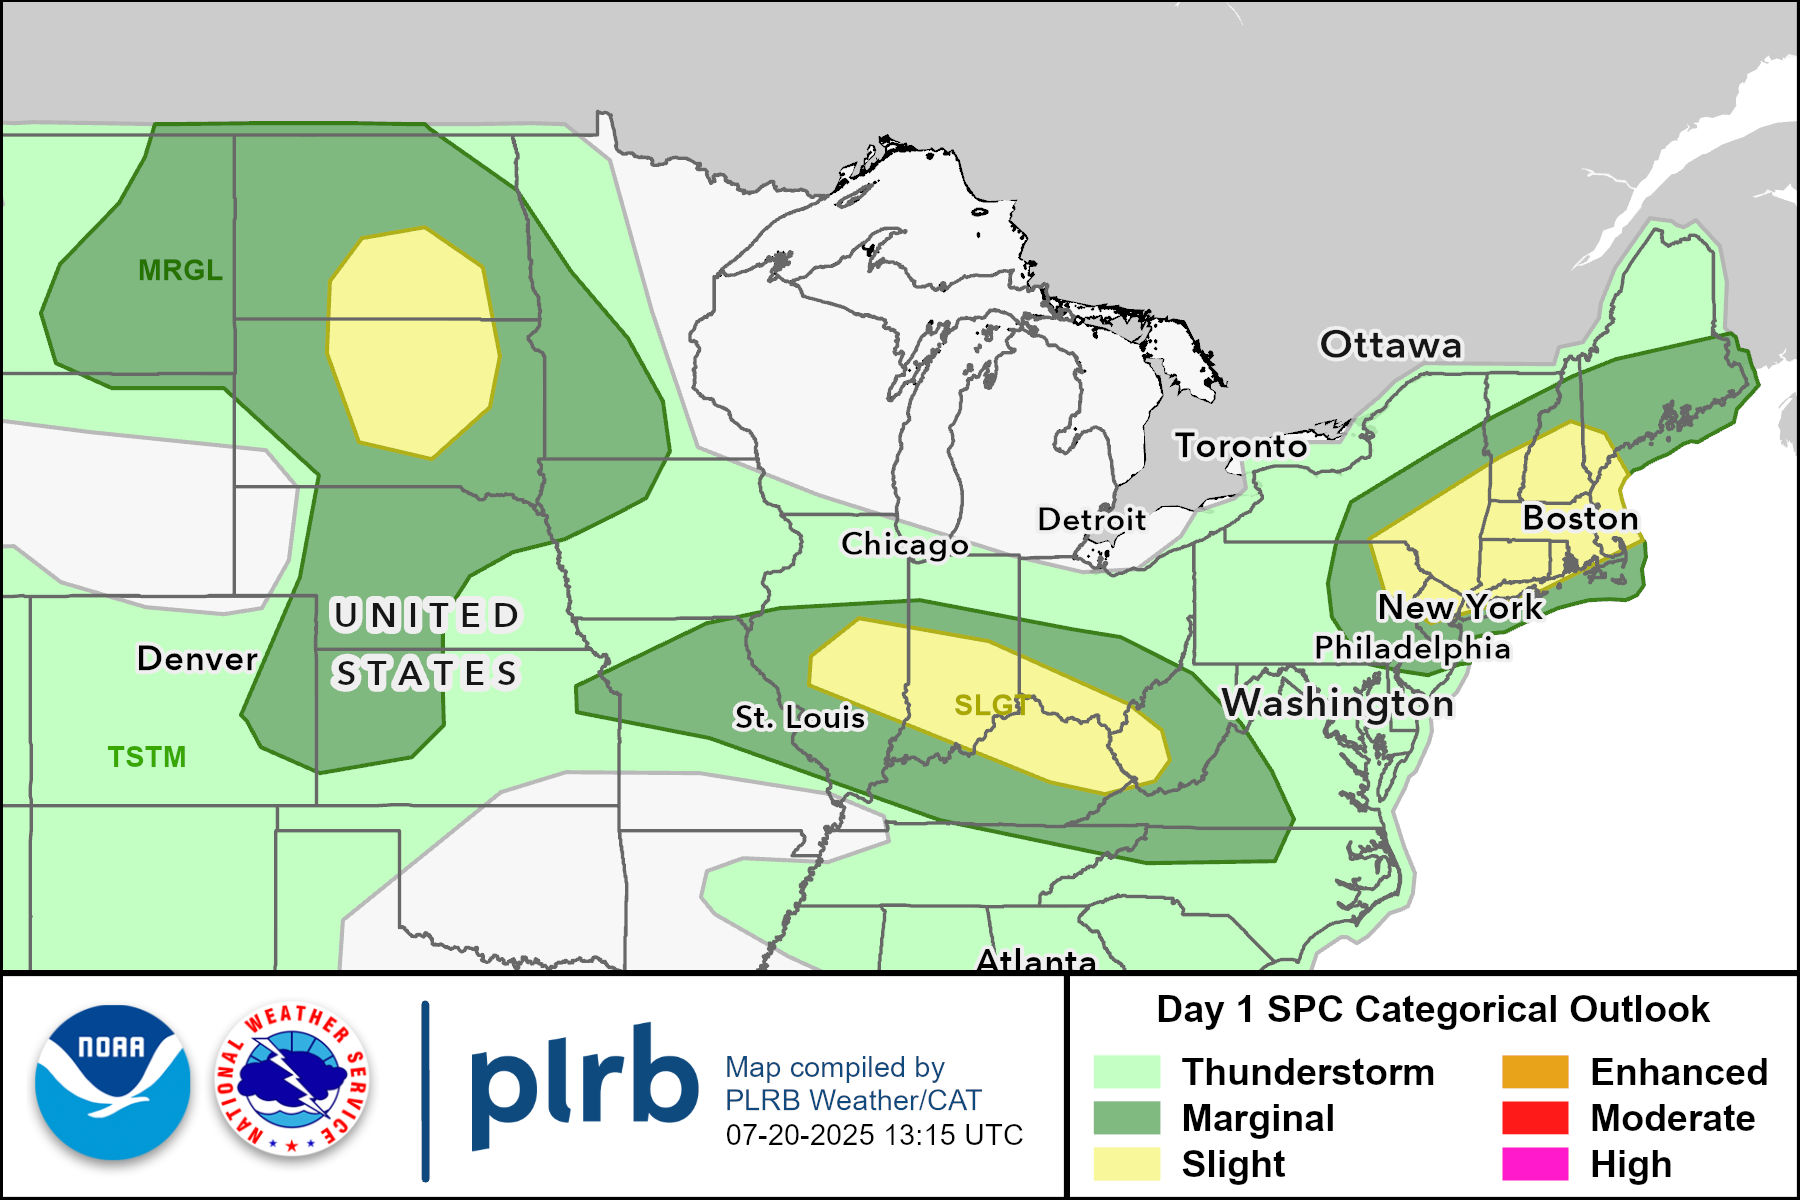 MRGL
Ottawa
Toronto
Detroit
Boston
Chicago
New York
UNITED
STATES
Philadelphia
Denver
Washington
SLGT
St. Louis
TSTM
Atlanta
NOAA
NATIONAL WEATHER SERVICE
plrb
Map compiled by
PLRB Weather/CAT
07-20-2025 13:15 UTC
Day 1 SPC Categorical Outlook
Thunderstorm
Marginal
Slight
Enhanced
Moderate
High